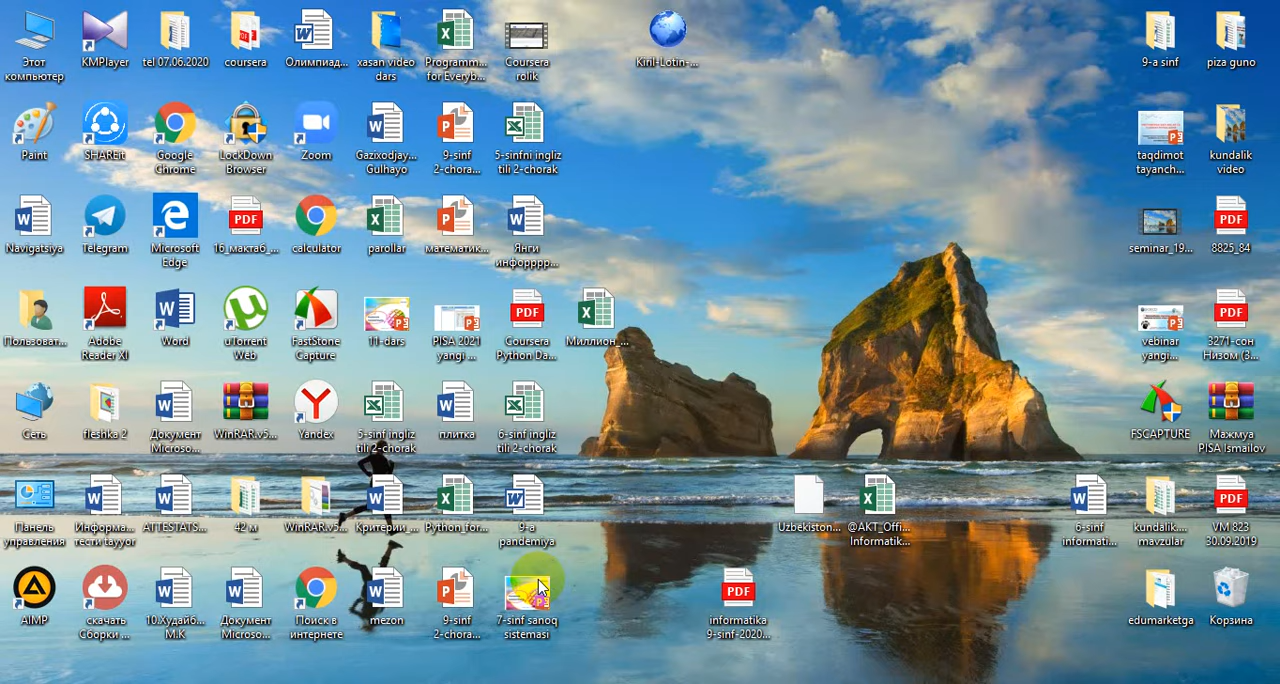 Этот
компьютер
KMPlayer
tel 07.06.2020
coursera
Олимпиад...
xasan video
dars
Programm...
for Everyb...
Coursera
rolik
Kiril-Lotin-...
9-a sinf
piza guno
Paint
SHAREit
Google
Chrome
LockDown
Browser
Zoom
Gazixodjay...
Gulhayo
9-sinf
2-chora...
5-sinfni ingliz
tili 2-chorak
taqdimot
tayanch...
kundalik
video
Navigatsiya
Telegram
Microsoft
Edge
16_мактаб_...
calculator
parollar
математик...
Янги
инфорррр...
seminar_19...
8825_84
Пользоват...
Adobe
Reader XI
Word
uTorrent
Web
FastStone
Capture
11-dars
PISA 2021
yangi ...
Coursera
Python Da...
Миллион_...
vebinar
yangi...
3271-сон
Низом (3...
Сеть
fleshka 2
Документ
Microso...
WinRAR.v5...
Yandex
5-sinf ingliz
tili 2-chorak
плитка
6-sinf ingliz
tili 2-chorak
FSCAPTURE
Мажмуа
PISA Ismailov
Панель
управления
Информа...
тести tayyor
ATTESTATS...
42 м
WinRAR.v5...
Критерии_...
Python_for...
9-a
pandemiya
Uzbekiston...
@AKT_Offi...
Informatik...
6-sinf
informati...
kundalik....
mavzular
VM 823
30.09.2019
AIMP
скачать
Сборки ...
10.Худайб...
М.К
Документ
Microso...
Поиск в
интернете
mezon
9-sinf
2-chora...
7-sinf sanoq
sistemasi
informatika
9-sinf-2020...
edumarketga
Корзина